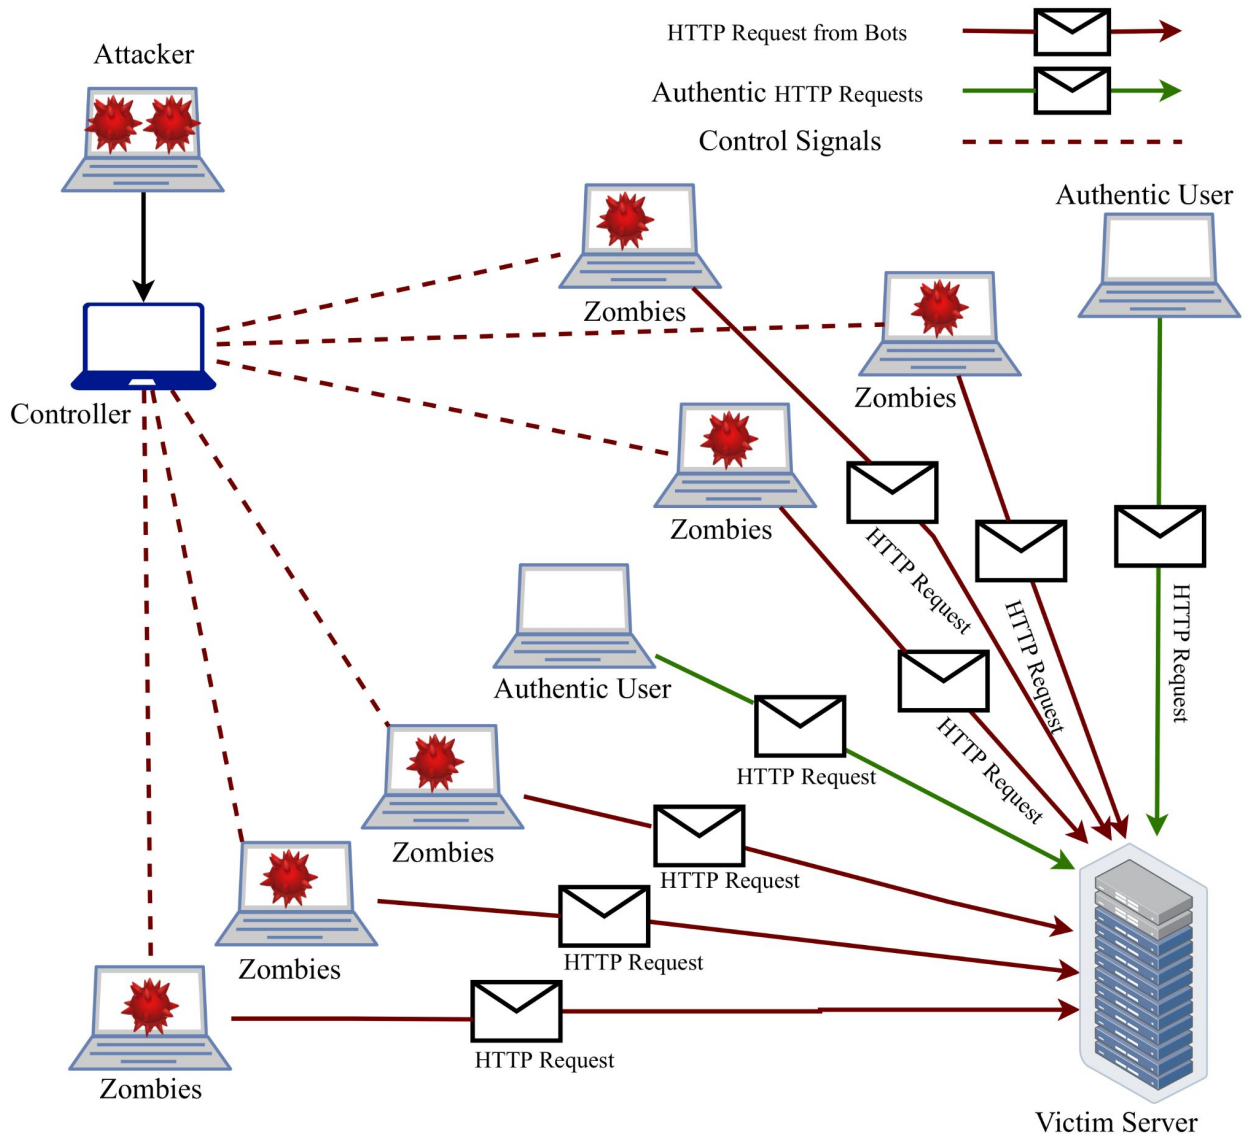 Attacker
HTTP Request from Bots
Authentic HTTP Requests
Control Signals
Authentic User
Zombies
Controller
Zombies
Zombies
HTTP Request
HTTP Request
HTTP Request
HTTP Request
Authentic User
HTTP Request
Zombies
HTTP Request
Zombies
HTTP Request
Zombies
HTTP Request
Victim Server